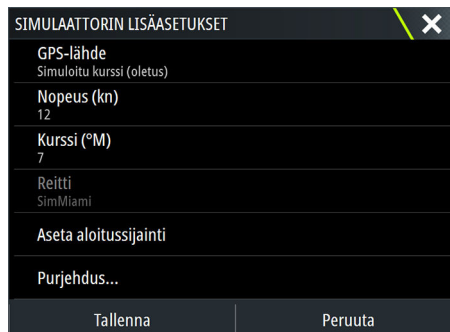 SIMULAATTORIN LISÄASETUKSET
GPS-lähde
Simuloitu kurssi (oletus)
Nopeus (kn)
12
Kurssi (°M)
7
Reitti
SimMiami
Aseta aloitussijainti
Purjehdus...
Tallenna
Peruuta